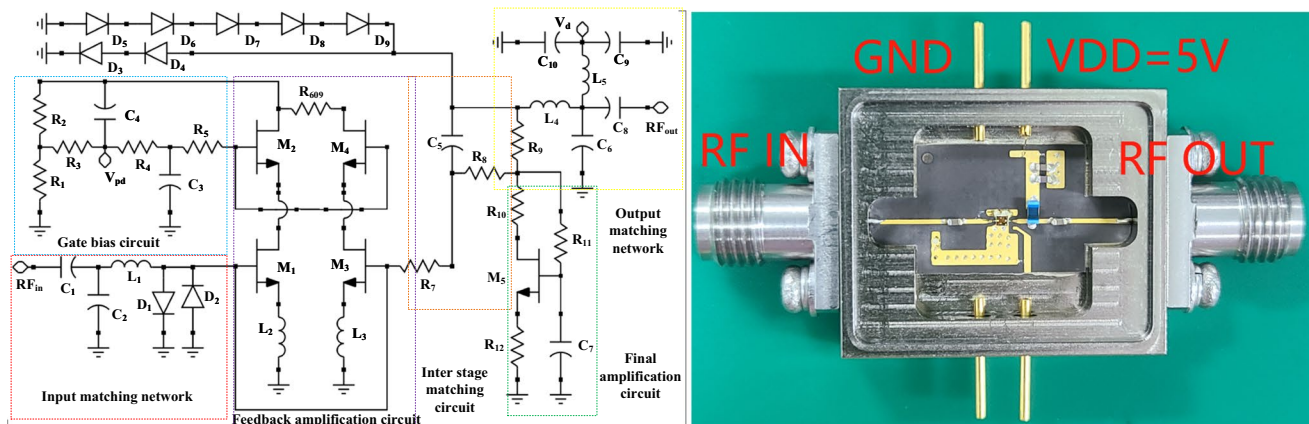 D5 D6 D7 D8 D9
D3 D4
Vd
C10 C9
L5
L4 C8 RFout
C6
R609
R2 C4 R5 M2 M4
R3 R4
Vpd
R1 C3
C5 R8 R9
Gate bias circuit
R10 R11
Output
matching
network
RFin C1 L1 D1 D2
C2
M1 M3 R7 M5
L2 L3
R12 C7
Input matching network
Feedback amplification circuit
Inter stage
matching
circuit
Final
amplification
circuit
GND VDD=5V
RF IN RF OUT